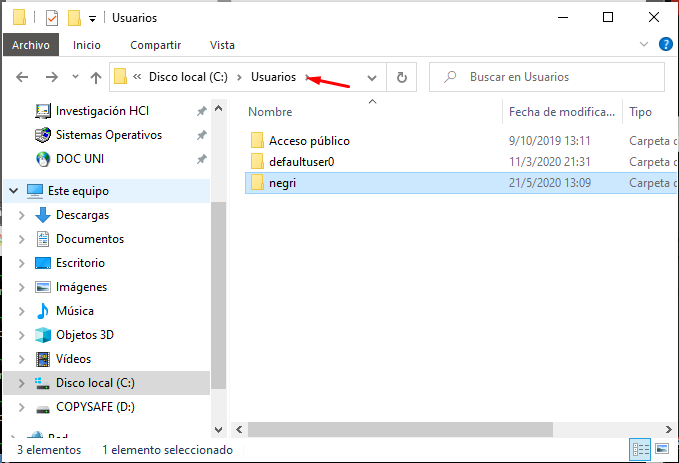 Usuarios
Archivo Inicio Compartir Vista
« Disco local (C:) › Usuarios ›
Buscar en Usuarios
Nombre Fecha de modifica... Tipo
Acceso público 9/10/2019 13:11 Carpeta d
defaultuser0 11/3/2020 21:31 Carpeta d
negri 21/5/2020 13:09 Carpeta d
Investigación HCI
Sistemas Operativos
DOC UNI
Este equipo
Descargas
Documentos
Escritorio
Imágenes
Música
Objetos 3D
Vídeos
Disco local (C:)
COPYSAFE (D:)
Red
3 elementos 1 elemento seleccionado